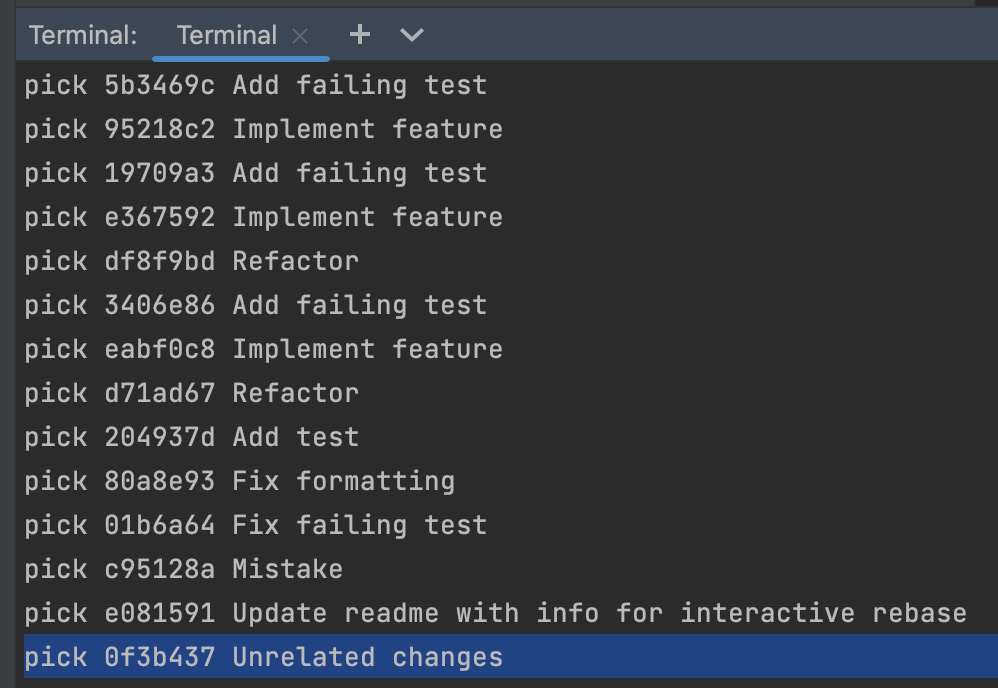 Terminal: Terminal
pick 5b3469c Add failing test
pick 95218c2 Implement feature
pick 19709a3 Add failing test
pick e367592 Implement feature
pick df8f9bd Refactor
pick 3406e86 Add failing test
pick eabf0c8 Implement feature
pick d71ad67 Refactor
pick 204937d Add test
pick 80a8e93 Fix formatting
pick 01b6a64 Fix failing test
pick c95128a Mistake
pick e081591 Update readme with info for interactive rebase
pick 0f3b437 Unrelated changes